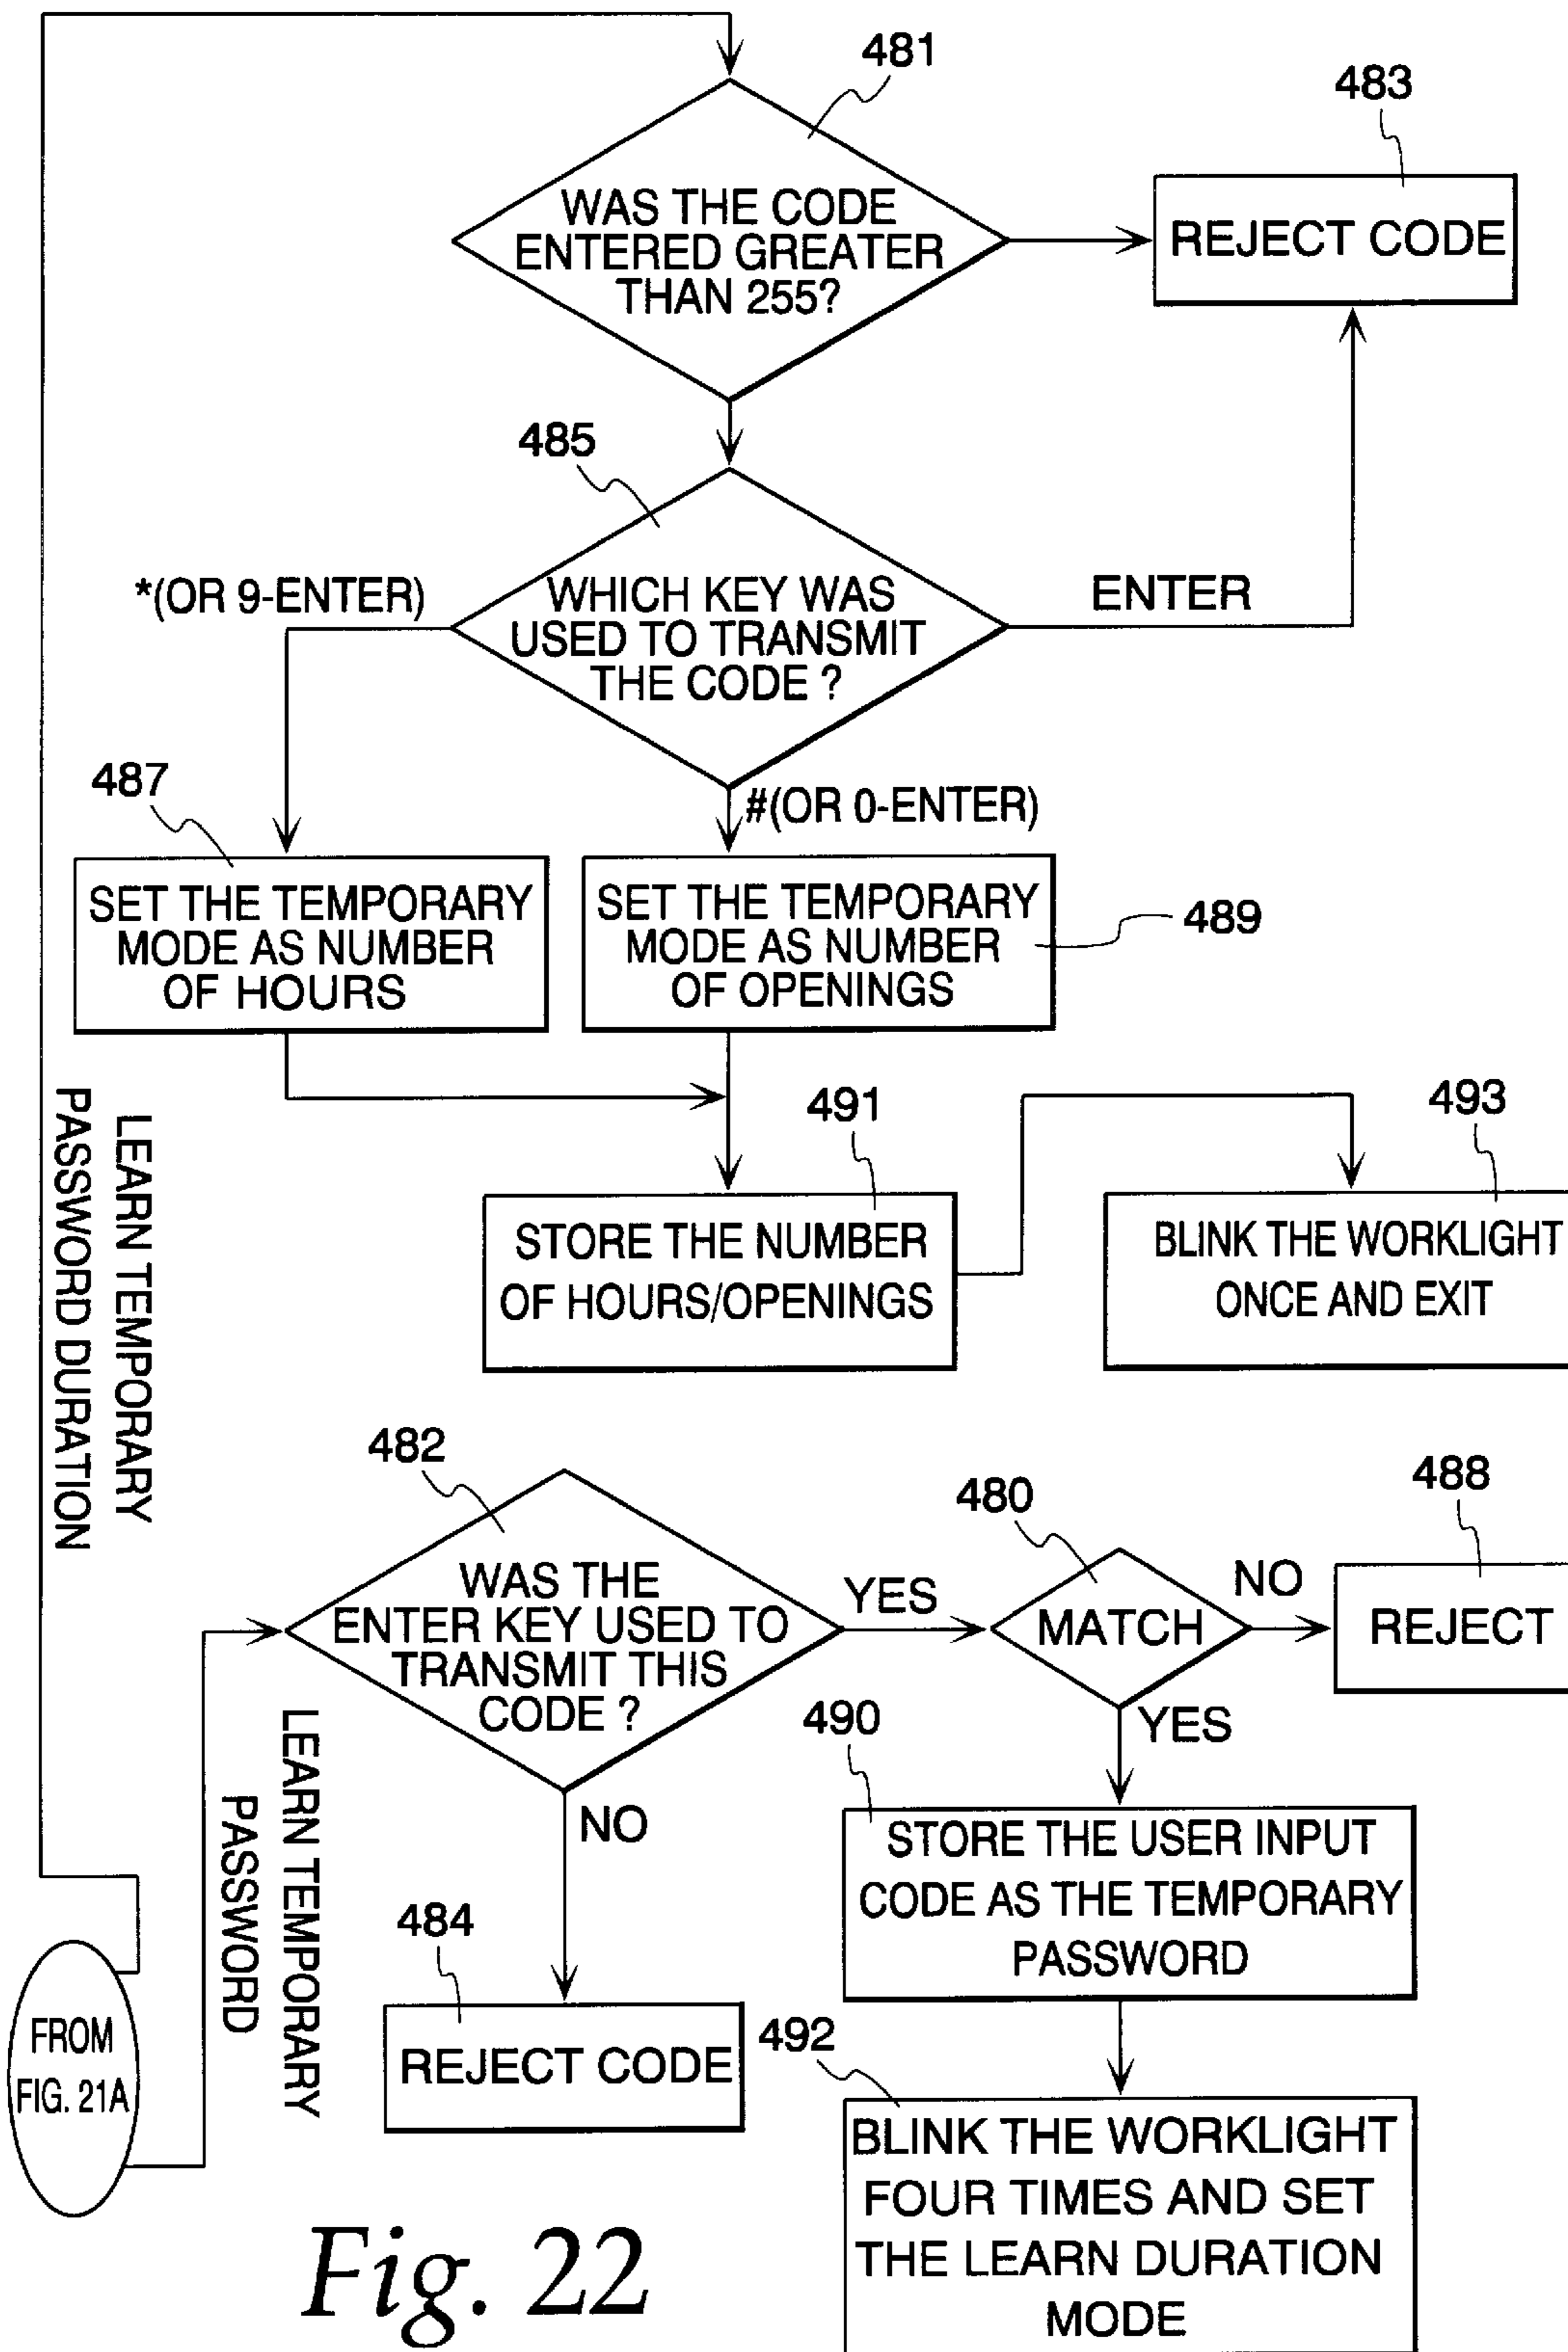 481
483
WAS THE CODE
ENTERED GREATER
THAN 255?
REJECT CODE
485
*(OR 9-ENTER)
WHICH KEY WAS
USED TO TRANSMIT
THE CODE ?
ENTER
487
#(OR 0-ENTER)
SET THE TEMPORARY
MODE AS NUMBER
OF HOURS
SET THE TEMPORARY
MODE AS NUMBER
OF OPENINGS
489
LEARN TEMPORARY
PASSWORD DURATION
491
493
STORE THE NUMBER
OF HOURS/OPENINGS
BLINK THE WORKLIGHT
ONCE AND EXIT
482
480
488
WAS THE
ENTER KEY USED TO
TRANSMIT THIS
CODE ?
YES
MATCH
NO
REJECT
LEARN TEMPORARY
PASSWORD
490
YES
NO
STORE THE USER INPUT
CODE AS THE TEMPORARY
PASSWORD
484
REJECT CODE
492
FROM
FIG. 21A
BLINK THE WORKLIGHT
FOUR TIMES AND SET
THE LEARN DURATION
MODE
Fig. 22